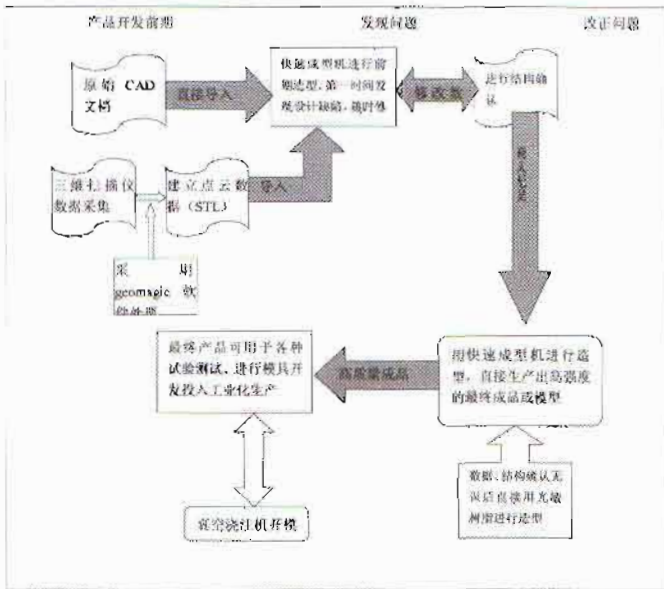 产品开发前期
发现问题
改正问题
原始 CAD
文档
直接导入
快速成型机进行前
期造型，第一时间发
现设计缺陷，随时修
修改数
进行结构确
认
三维扫描仪
数据采集
建立点云数
据（STL）
导入
采 用
geomagic 软
件处理
最终产品可用于各种
试验测试、进行模具开
发投入工业化生产
高质量成品
用快速成型机进行造
型，直接生产出高强度
的最终成品或模型
真空浇注机开模
数据、结构确认无
误后直接用光敏
树脂进行造型